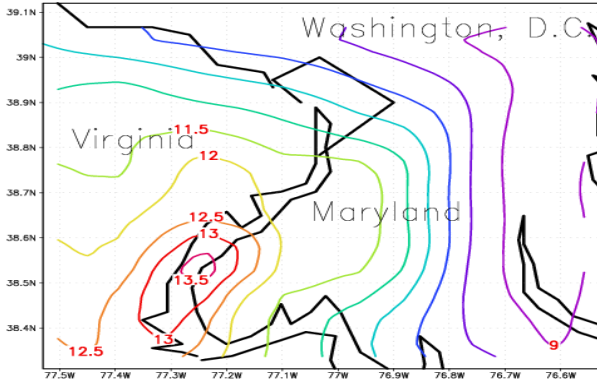 39.1N
Washington, D.C.
39N
38.9N
11.5
Virginia
38.8N
12
38.7N
Maryland
12.5
38.6N
13
13.5
38.5N
38.4N
13
12.5
9
77.5W
77.4W
77.3W
77.2W
77.1W
77W
76.9W
76.8W
76.7W
76.6W